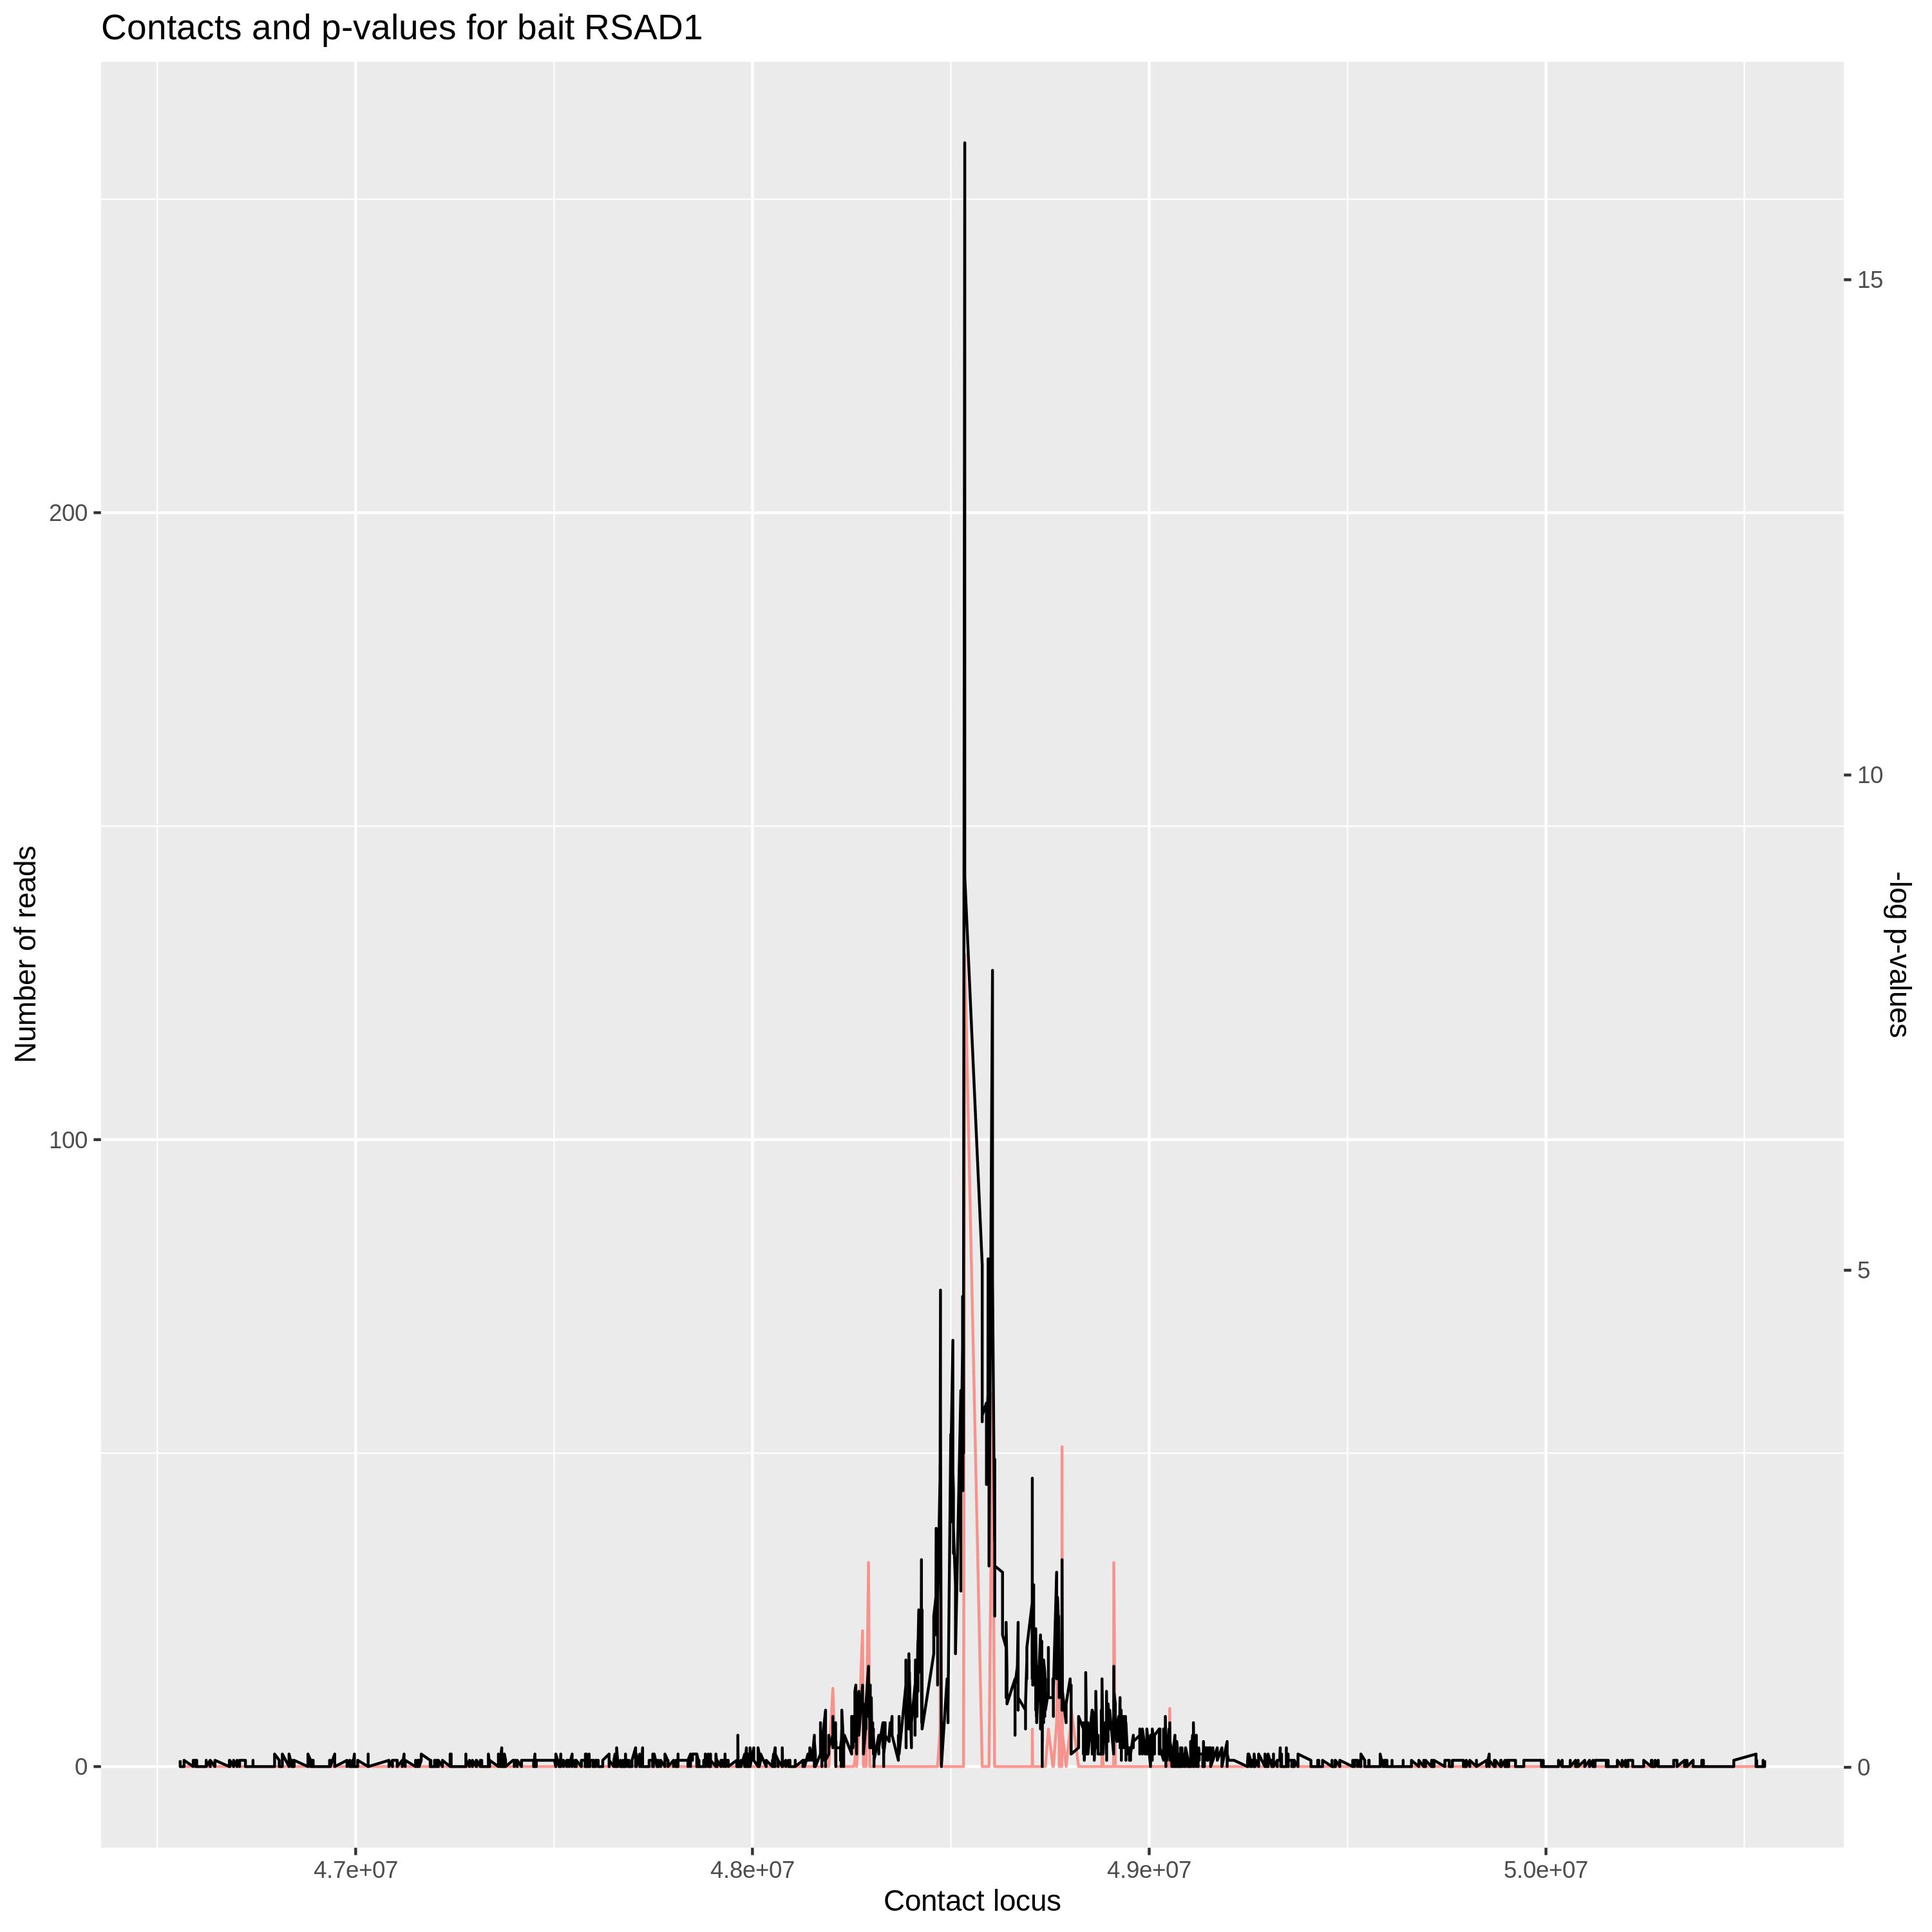 Contacts and p-values for bait RSAD1
200
100
0
Number of reads
15
10
5
0
-log p-values
4.7e+07
4.8e+07
4.9e+07
5.0e+07
Contact locus